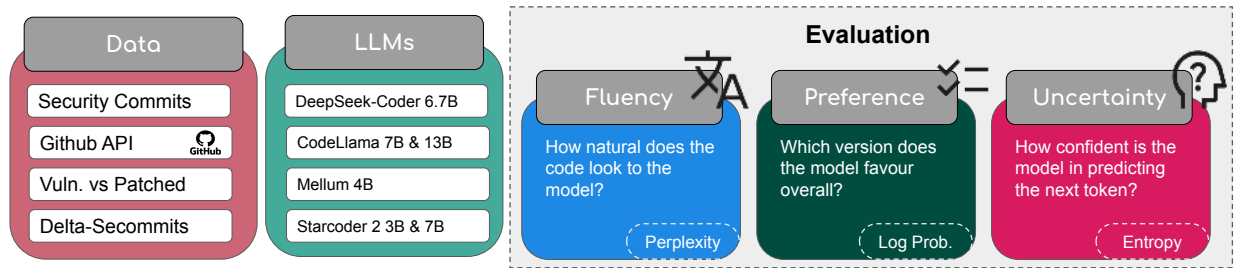 Data
Security Commits
Github API
GitHub
Vuln. vs Patched
Delta-Secommits
LLMs
DeepSeek-Coder 6.7B
CodeLlama 7B & 13B
Mellum 4B
Starcoder 2 3B & 7B
Evaluation
Fluency
文A
How natural does the
code look to the
model?
Perplexity
Preference
Which version does
the model favour
overall?
Log Prob.
Uncertainty
?
How confident is the
model in predicting
the next token?
Entropy